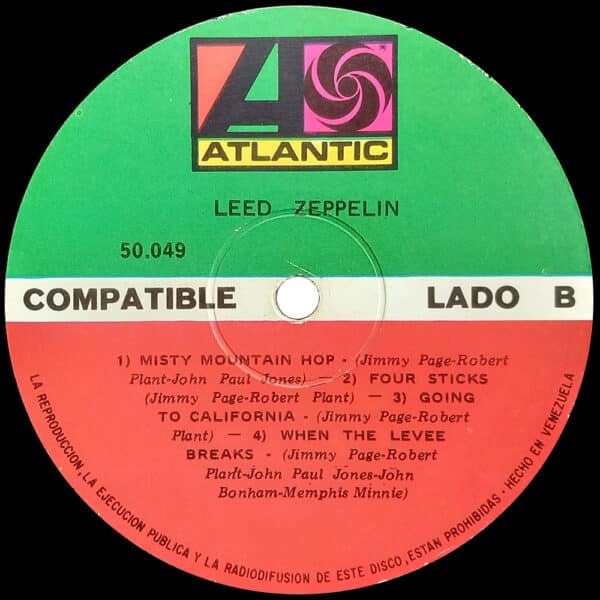 ATLANTIC
LEED ZEPPELIN
50.049
COMPATIBLE LADO B
1) MISTY MOUNTAIN HOP - (Jimmy Page-Robert
Plant-John Paul Jones) — 2) FOUR STICKS
(Jimmy Page-Robert Plant) — 3) GOING
TO CALIFORNIA - (Jimmy Page-Robert
Plant) — 4) WHEN THE LEVEE
BREAKS - (Jimmy Page-Robert
Plant-John Paul Jones-John
Bonham-Memphis Minnie)
LA REPRODUCCION, LA EJECUCION PUBLICA Y LA RADIODIFUSION DE ESTE DISCO, ESTAN PROHIBIDAS - HECHO EN VENEZUELA